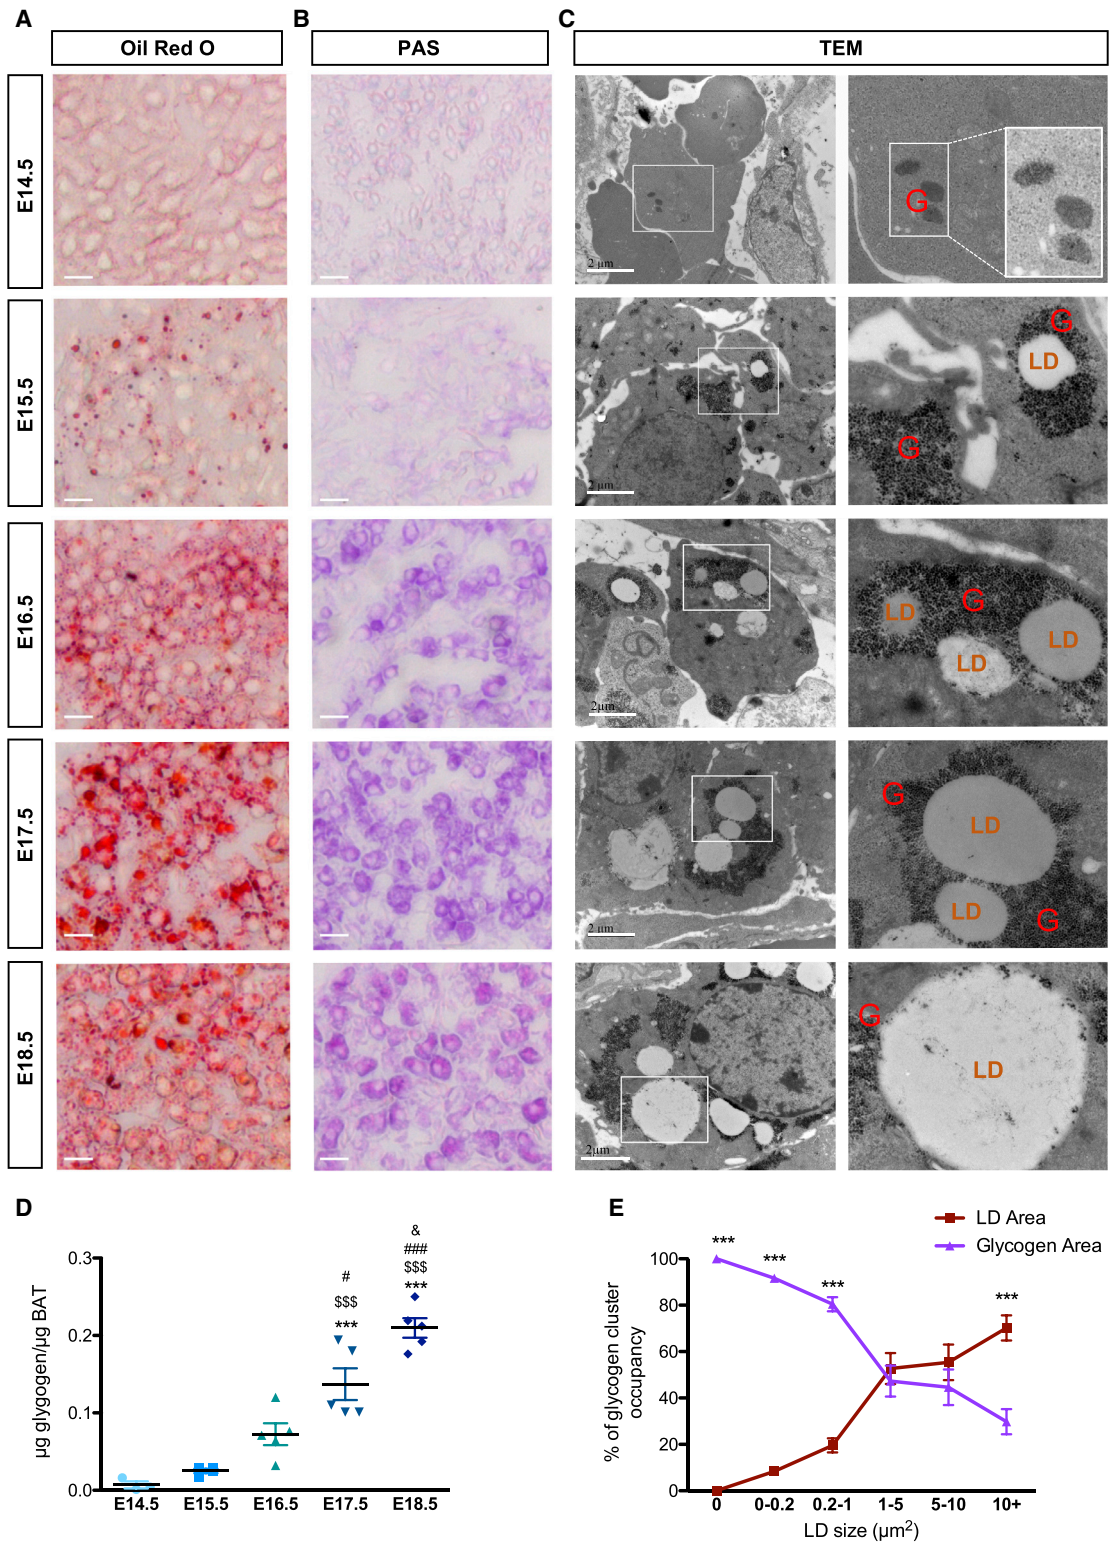 A
B
C
Oil Red O
PAS
TEM
E14.5
2 µm
G
E15.5
2 µm
G
LD
G
E16.5
2µm
G
LD
LD
LD
E17.5
2 µm
G
LD
LD
G
E18.5
2µm
G
LD
D
E
µg glygogen/µg BAT
0.3
0.2
0.1
0.0
#
$$$
***
&
###
$$$
***
E14.5 E15.5 E16.5 E17.5 E18.5
LD Area
Glycogen Area
% of glycogen cluster
occupancy
100
80
60
40
20
0
***
***
***
***
0 0-0.2 0.2-1 1-5 5-10 10+
LD size (µm²)